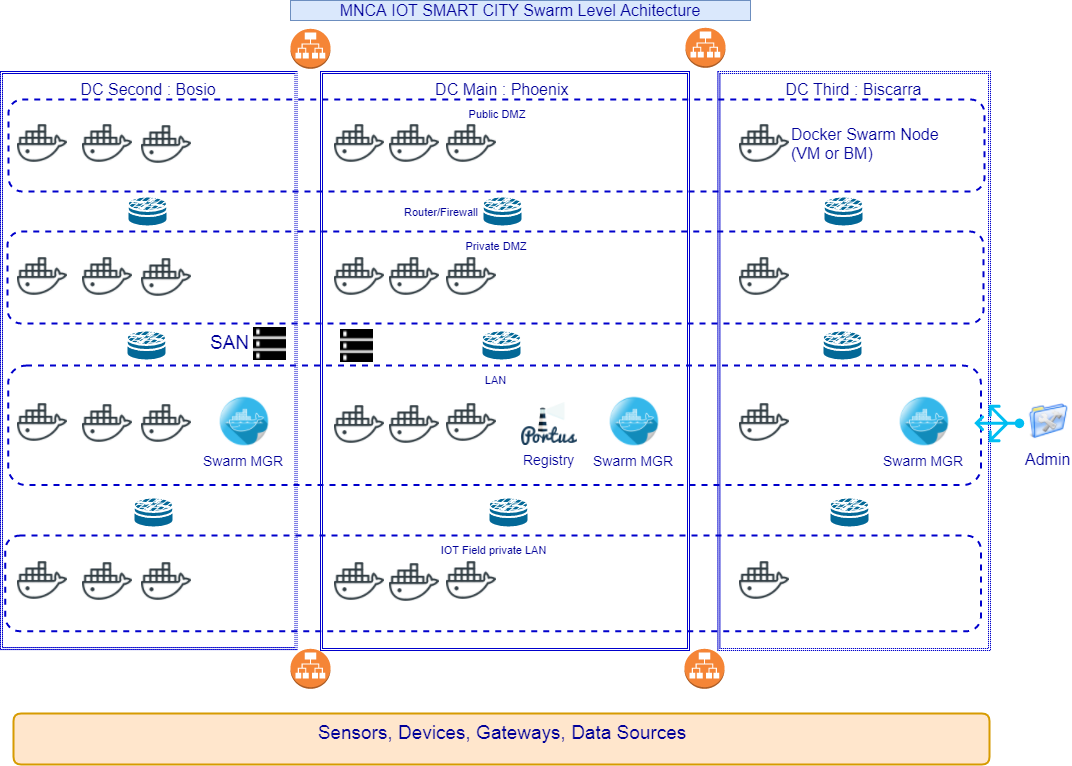 MNCA IOT SMART CITY Swarm Level Achitecture
DC Second : Bosio
DC Main : Phoenix
DC Third : Biscarra
Public DMZ
Docker Swarm Node
(VM or BM)
Router/Firewall
Private DMZ
SAN
LAN
Portus
Swarm MGR
Registry
Swarm MGR
Swarm MGR
Admin
IOT Field private LAN
Sensors, Devices, Gateways, Data Sources